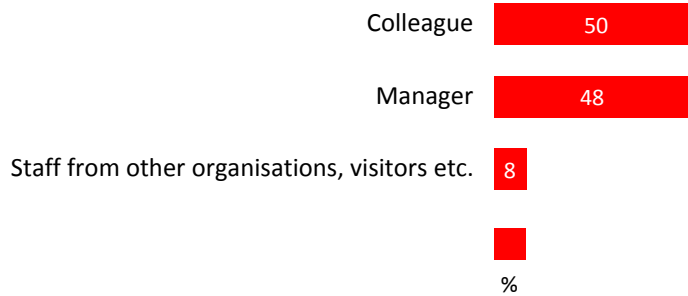 Colleague 50
Manager 48
Staff from other organisations, visitors etc. 8
%